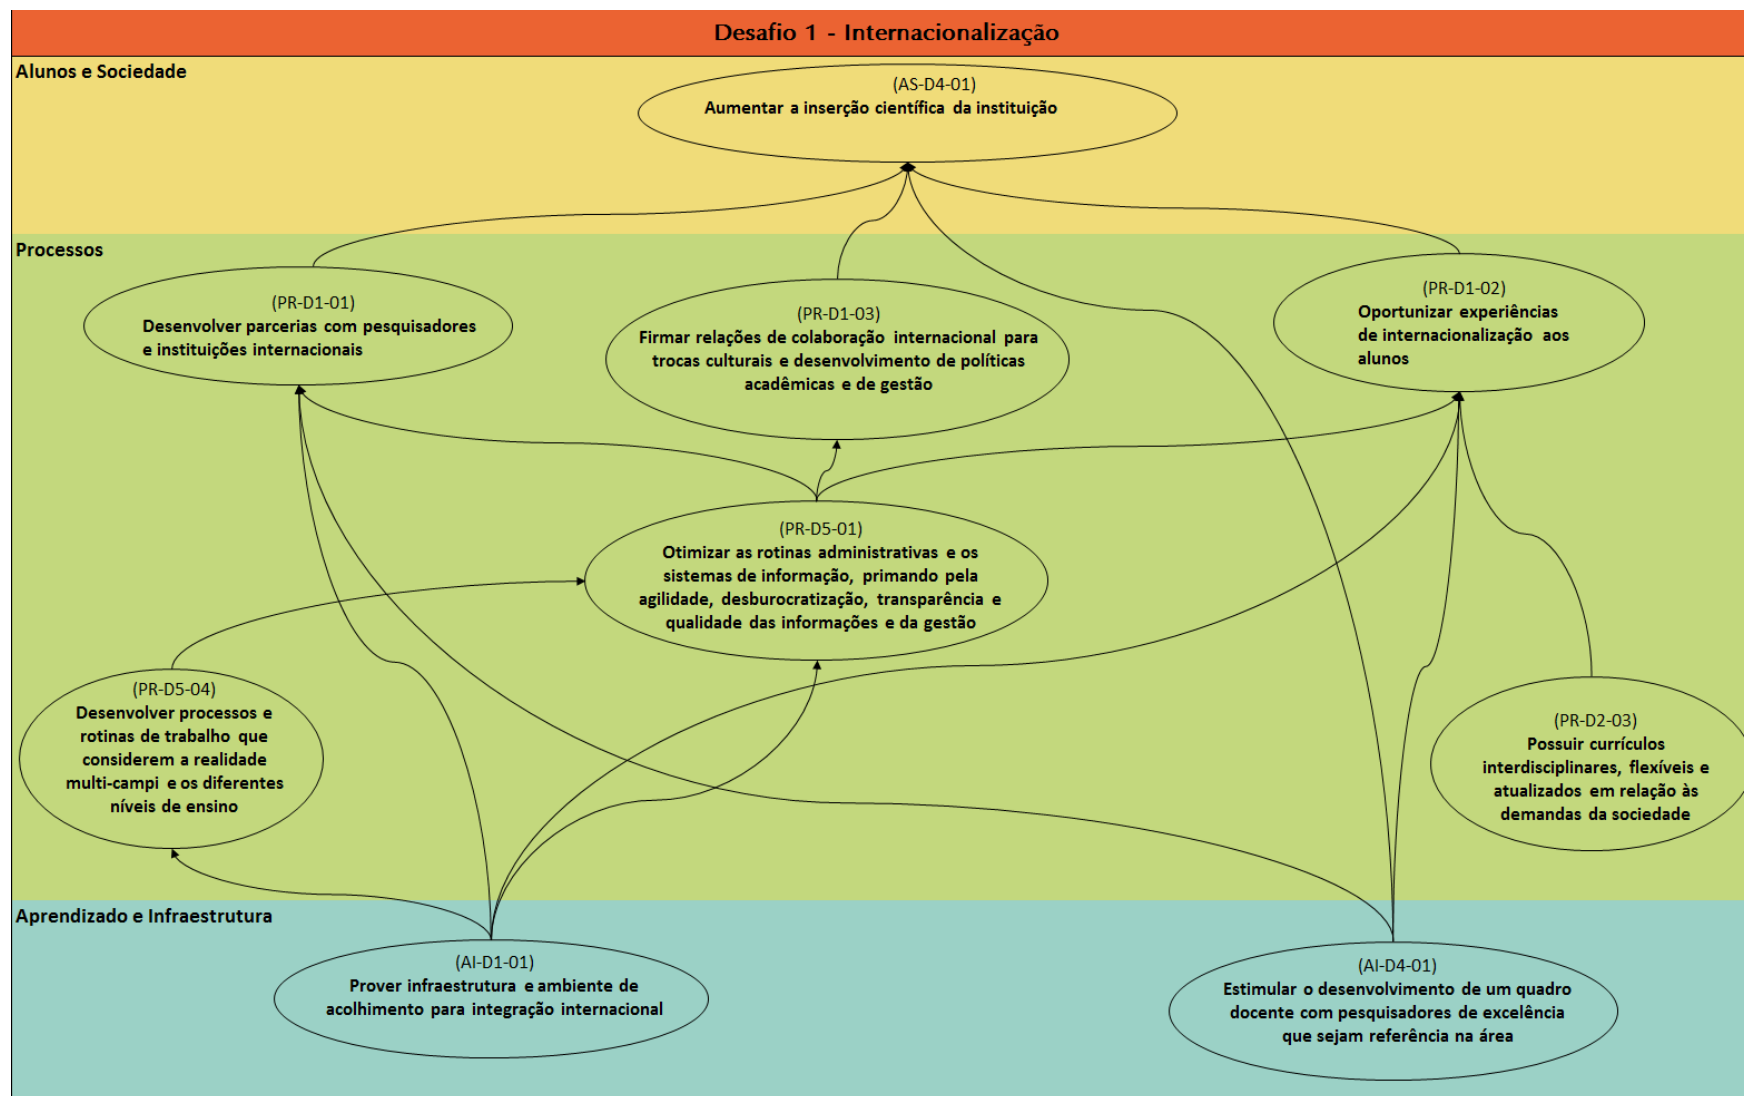 Desafio 1 - Internacionalização
Alunos e Sociedade
(AS-D4-01)
Aumentar a inserção científica da instituição
Processos
(PR-D1-01)
Desenvolver parcerias com pesquisadores
e instituições internacionais
(PR-D1-03)
Firmar relações de colaboração internacional para
trocas culturais e desenvolvimento de políticas
acadêmicas e de gestão
(PR-D1-02)
Oportunizar experiências
de internacionalização aos
alunos
(PR-D5-01)
Otimizar as rotinas administrativas e os
sistemas de informação, primando pela
agilidade, desburocratização, transparência e
qualidade das informações e da gestão
(PR-D5-04)
Desenvolver processos e
rotinas de trabalho que
considerem a realidade
multi-campi e os diferentes
níveis de ensino
(PR-D2-03)
Possuir currículos
interdisciplinares, flexíveis e
atualizados em relação às
demandas da sociedade
Aprendizado e Infraestrutura
(AI-D1-01)
Prover infraestrutura e ambiente de
acolhimento para integração internacional
(AI-D4-01)
Estimular o desenvolvimento de um quadro
docente com pesquisadores de excelência
que sejam referência na área